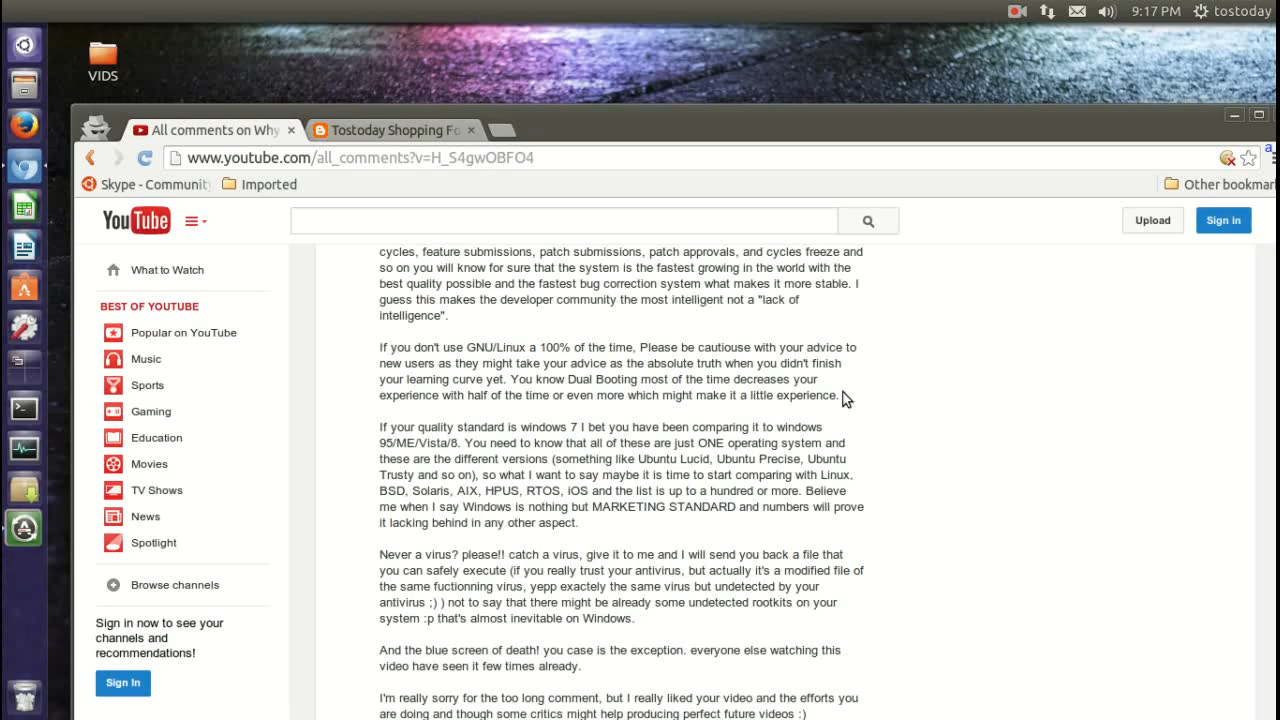 9:17 PM tostoday
VIDS
All comments on Why × Tostoday Shopping Fo ×
www.youtube.com/all_comments?v=H_S4gwOBFO4
a
Skype - Communit Imported Other bookmar
YouTube Upload Sign in
What to Watch
BEST OF YOUTUBE
Popular on YouTube
Music
Sports
Gaming
Education
Movies
TV Shows
News
Spotlight
Browse channels
Sign in now to see your
channels and
recommendations!
Sign In
cycles, feature submissions, patch submissions, patch approvals, and cycles freeze and
so on you will know for sure that the system is the fastest growing in the world with the
best quality possible and the fastest bug correction system what makes it more stable. I
guess this makes the developer community the most intelligent not a "lack of
intelligence".
If you don't use GNU/Linux a 100% of the time, Please be cautiouse with your advice to
new users as they might take your advice as the absolute truth when you didn't finish
your learning curve yet. You know Dual Booting most of the time decreases your
experience with half of the time or even more which might make it a little experience.
If your quality standard is windows 7 I bet you have been comparing it to windows
95/ME/Vista/8. You need to know that all of these are just ONE operating system and
these are the different versions (something like Ubuntu Lucid, Ubuntu Precise, Ubuntu
Trusty and so on), so what I want to say maybe it is time to start comparing with Linux,
BSD, Solaris, AIX, HPUS, RTOS, iOS and the list is up to a hundred or more. Believe
me when I say Windows is nothing but MARKETING STANDARD and numbers will prove
it lacking behind in any other aspect.
Never a virus? please!! catch a virus, give it to me and I will send you back a file that
you can safely execute (if you really trust your antivirus, but actually it's a modified file of
the same fuctionning virus, yepp exactely the same virus but undetected by your
antivirus ;) ) not to say that there might be already some undetected rootkits on your
system :p that's almost inevitable on Windows.
And the blue screen of death! you case is the exception. everyone else watching this
video have seen it few times already.
I'm really sorry for the too long comment, but I really liked your video and the efforts you
are doing and though some critics might help producing perfect future videos :)